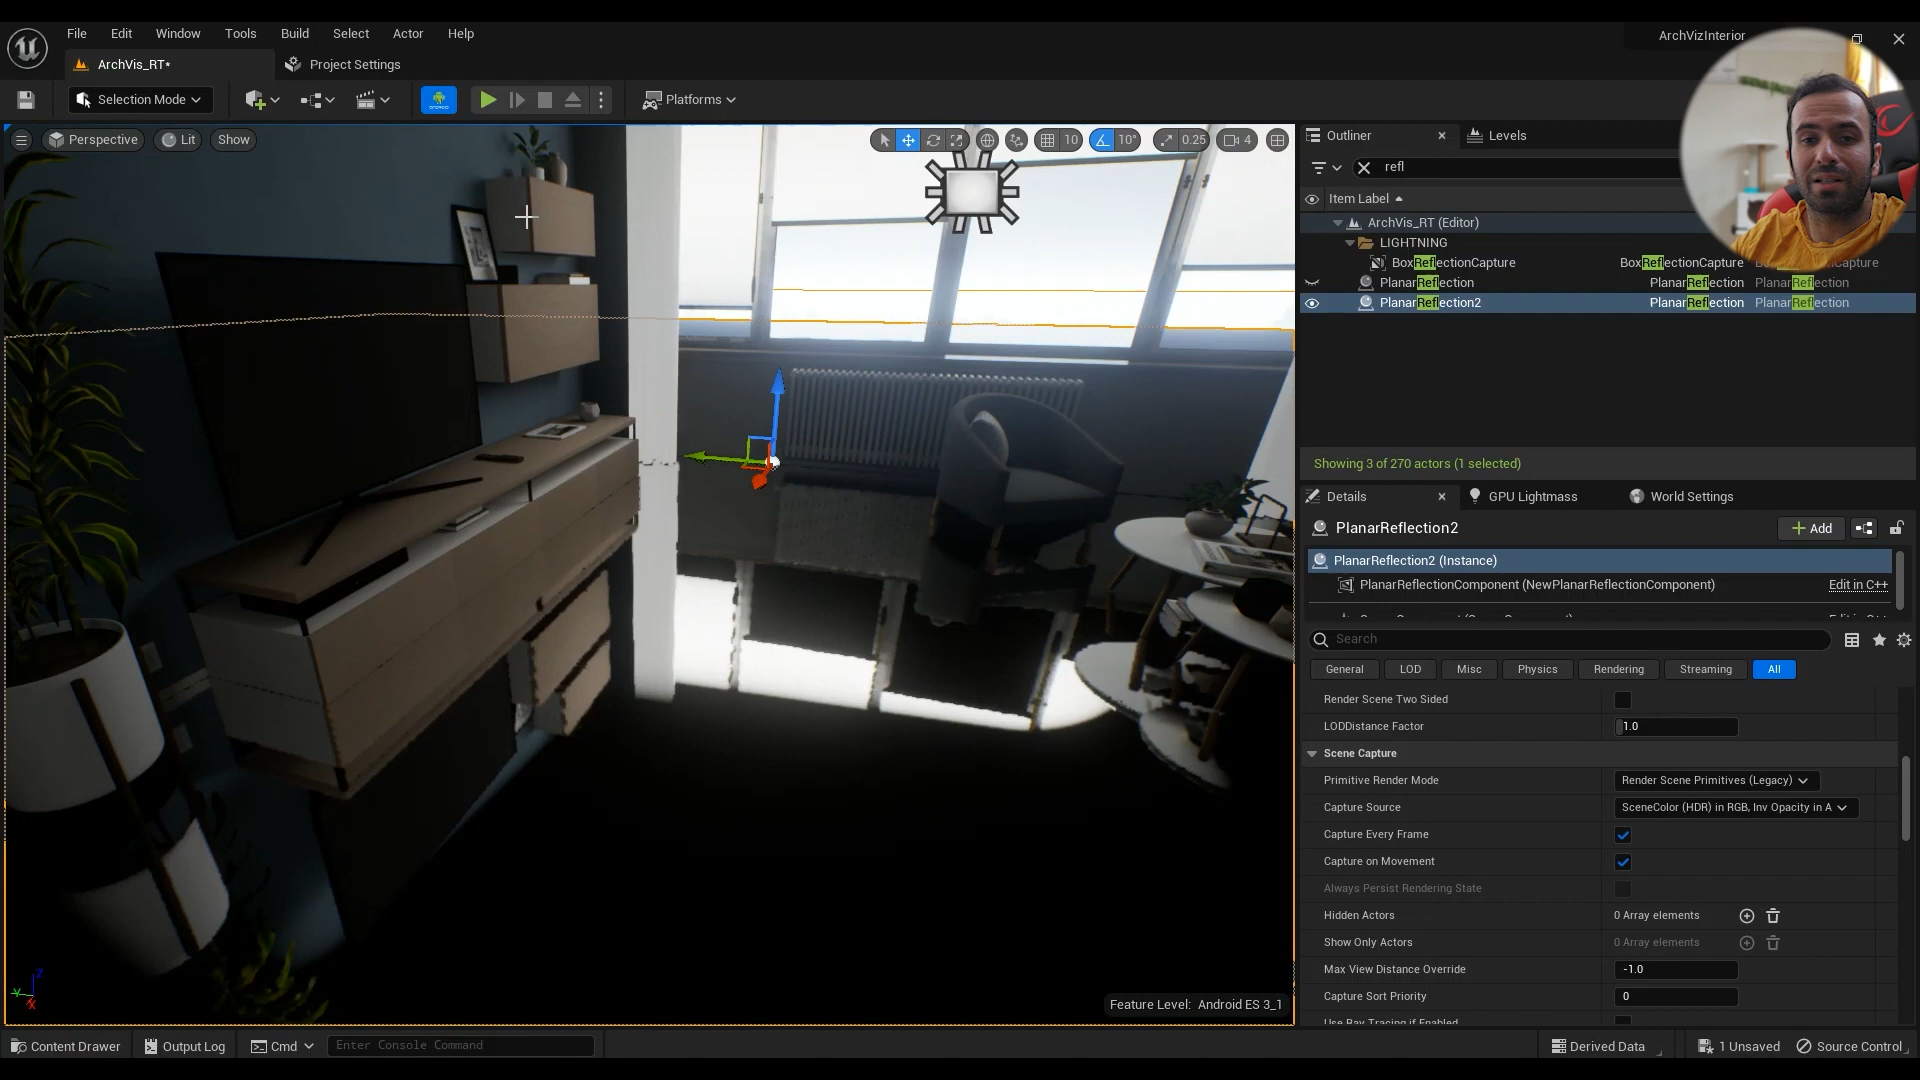 File Edit Window Tools Build Select Actor Help
ArchVizInterior
ArchVis_RT*
Project Settings
Selection Mode
Platforms
Perspective
Lit
Show
10
10°
0.25
4
Outliner
Levels
refl
Item Label
ArchVis_RT (Editor)
LIGHTNING
BoxReflectionCapture BoxReflectionCapture
PlanarReflection PlanarReflection PlanarReflection
PlanarReflection2 PlanarReflection PlanarReflection
Showing 3 of 270 actors (1 selected)
Details
GPU Lightmass
World Settings
PlanarReflection2
Add
PlanarReflection2 (Instance)
PlanarReflectionComponent (NewPlanarReflectionComponent) Edit in C++
Search
General LOD Misc Physics Rendering Streaming All
Render Scene Two Sided
LODDistance Factor 1.0
Scene Capture
Primitive Render Mode Render Scene Primitives (Legacy)
Capture Source SceneColor (HDR) in RGB, Inv Opacity in A
Capture Every Frame
Capture on Movement
Always Persist Rendering State
Hidden Actors 0 Array elements
Show Only Actors 0 Array elements
Max View Distance Override -1.0
Capture Sort Priority 0
Use Ray Tracing if Enabled
Feature Level: Android ES 3_1
Content Drawer
Output Log
Cmd
Enter Console Command
Derived Data
1 Unsaved
Source Control